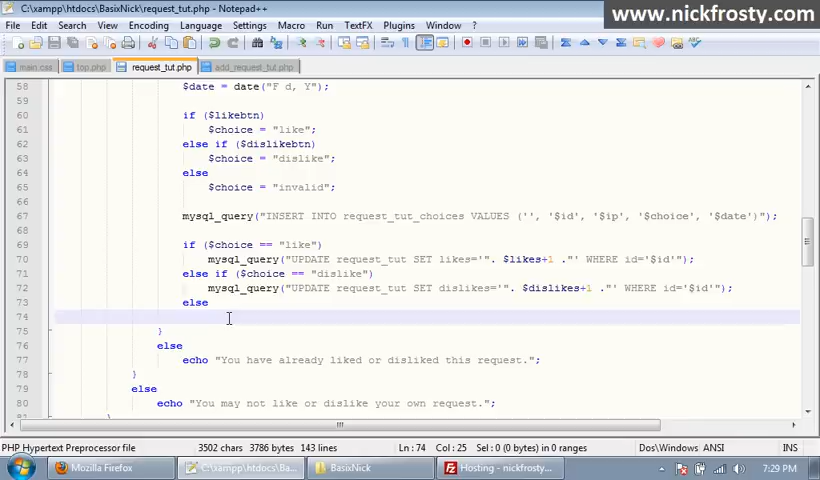 C:\xampp\htdocs\BasixNick\request_tut.php - Notepad++
www.nickfrosty.com
File Edit Search View Encoding Language Settings Macro Run TextFX Plugins Window ?
main.css top.php request_tut.php add_request_tut.php
58 $date = date("F d, Y");
59
60 if ($likebtn)
61 $choice = "like";
62 else if ($dislikebtn)
63 $choice = "dislike";
64 else
65 $choice = "invalid";
66
67 mysql_query("INSERT INTO request_tut_choices VALUES ('', '$id', '$ip', '$choice', '$date')");
68
69 if ($choice == "like")
70 mysql_query("UPDATE request_tut SET likes='". $likes+1 ."' WHERE id='$id'");
71 else if ($choice == "dislike")
72 mysql_query("UPDATE request_tut SET dislikes='". $dislikes+1 ."' WHERE id='$id'");
73 else
74
75 }
76 else
77 echo "You have already liked or disliked this request.";
78 }
79 else
80 echo "You may not like or dislike your own request.";
81 }
PHP Hypertext Preprocessor file 3502 chars 3786 bytes 143 lines Ln : 74 Col : 25 Sel : 0 (0 bytes) in 0 ranges Dos\Windows ANSI INS
Mozilla Firefox C:\xampp\htdocs\Ba... BasixNick Hosting - nickfrosty.... 7:29 PM